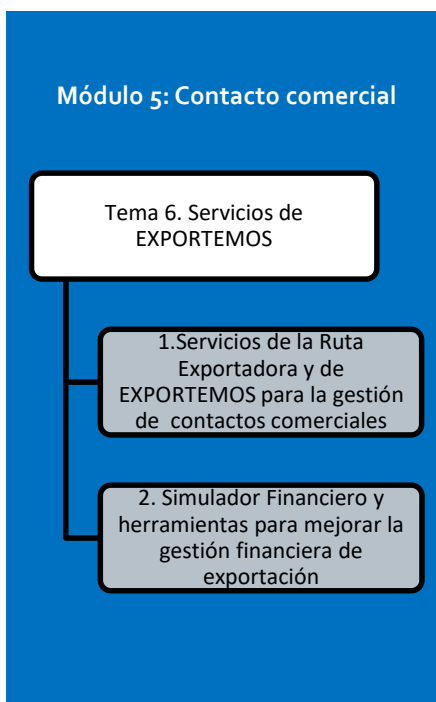 Módulo 5: Contacto comercial
Tema 6. Servicios de
EXPORTEMOS
1.Servicios de la Ruta
Exportadora y de
EXPORTEMOS para la gestión
de contactos comerciales
2. Simulador Financiero y
herramientas para mejorar la
gestión financiera de
exportación